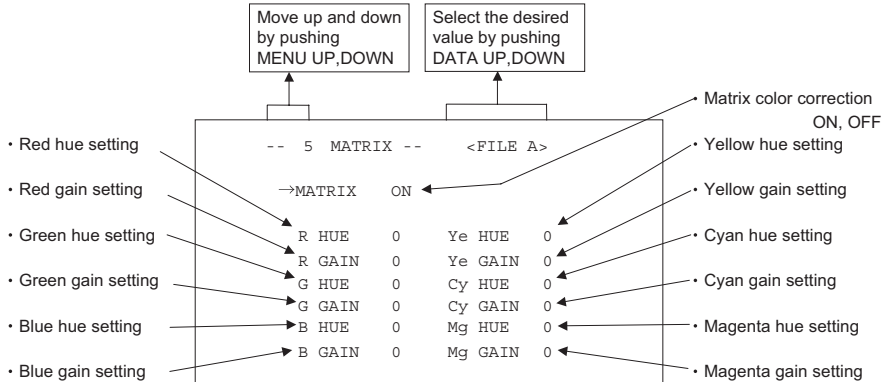 Move up and down
by pushing
MENU UP,DOWN
Select the desired
value by pushing
DATA UP,DOWN
・Matrix color correction
ON, OFF
・Red hue setting
・Red gain setting
・Green hue setting
・Green gain setting
・Blue hue setting
・Blue gain setting
-- 5 MATRIX -- <FILE A>
→MATRIX ON
R HUE 0 Ye HUE 0
R GAIN 0 Ye GAIN 0
G HUE 0 Cy HUE 0
G GAIN 0 Cy GAIN 0
B HUE 0 Mg HUE 0
B GAIN 0 Mg GAIN 0
・Yellow hue setting
・Yellow gain setting
・Cyan hue setting
・Cyan gain setting
・Magenta hue setting
・Magenta gain setting